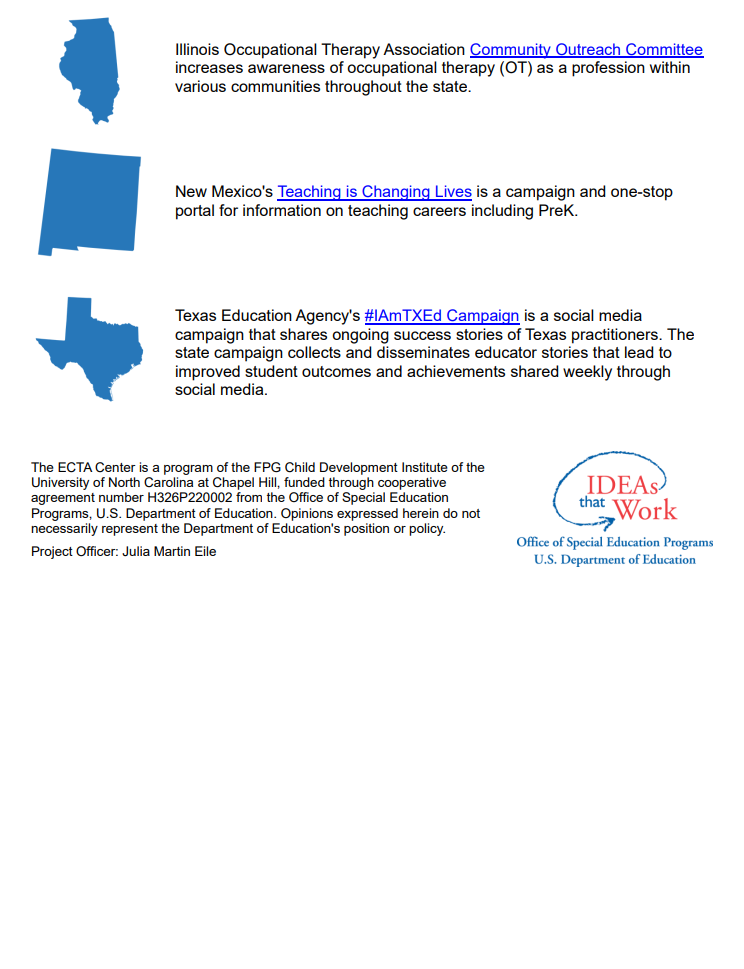 Illinois Occupational Therapy Association Community Outreach Committee
increases awareness of occupational therapy (OT) as a profession within
various communities throughout the state.
New Mexico's Teaching is Changing Lives is a campaign and one-stop
portal for information on teaching careers including PreK.
Texas Education Agency's #IAmTXEd Campaign is a social media
campaign that shares ongoing success stories of Texas practitioners. The
state campaign collects and disseminates educator stories that lead to
improved student outcomes and achievements shared weekly through
social media.
The ECTA Center is a program of the FPG Child Development Institute of the
University of North Carolina at Chapel Hill, funded through cooperative
agreement number H326P220002 from the Office of Special Education
Programs, U.S. Department of Education. Opinions expressed herein do not
necessarily represent the Department of Education's position or policy.
Project Officer: Julia Martin Eile
IDEAs
that Work
Office of Special Education Programs
U.S. Department of Education